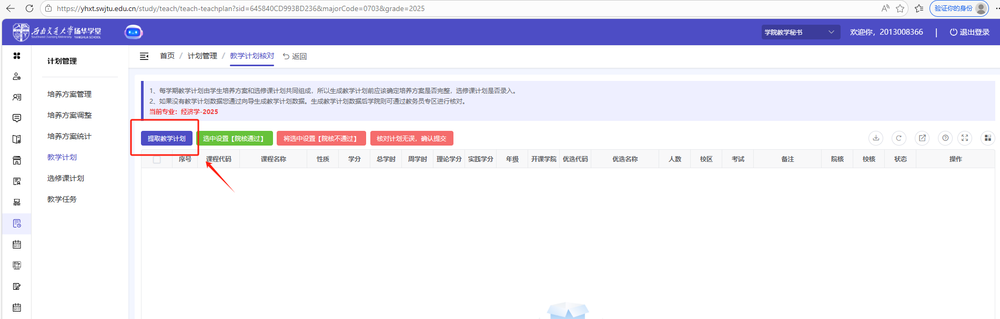 https://yhxt.swjtu.edu.cn/study/teach/teach-teachplan?sid=645840CD993BD236&majorCode=0703&grade=2025
验证你的身份
西南交通大学扬华学堂
Southwest Jiaotong University YANGHUA SCHOOL
学院教学秘书
欢迎你，2013008366 | 退出登录
计划管理
首页 / 计划管理 / 教学计划核对 返回
培养方案管理
培养方案调整
培养方案统计
教学计划
选修课计划
教学任务
1、每学期教学计划由学生培养方案和选修课计划共同组成，所以生成教学计划前应该确定培养方案是否完整，选修课计划是否录入。
2、如果没有教学计划数据您通过向导生成教学计划数据。生成教学计划数据后学院则可通过教务员专区进行核对。
当前专业：经济学-2025
提取教学计划 选中设置【院核通过】 将选中设置【院核不通过】 核对计划无误，确认提交
序号 课程代码 课程名称 性质 学分 总学时 周学时 理论学分 实践学分 年级 开课学院 优选代码 优选名称 人数 校区 考试 备注 院核 校核 状态 操作